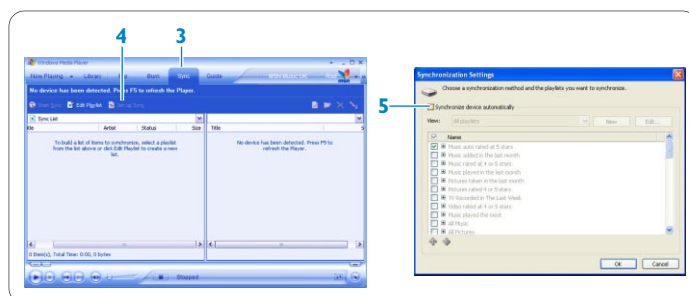 4
3
Windows Media Player
Now Playing
Library
Burn
Sync
Guide
msn
No device has been detected. Press F5 to refresh the Player.
Start Sync
Edit Playlist
Set up Sync
Sync List
Title
Artist
Status
Size
Title
To build a list of items to synchronize, select a playlist
from the list above or click Edit Playlist to create a new
list.
No device has been detected. Press F5 to
refresh the Player.
0 Item(s), Total Time: 0:00, 0 bytes
Stopped
5
Synchronization Settings
Choose a synchronization method and the playlists you want to synchronize.
Synchronize device automatically
View:
All playlists
New
Edit...
Name
Music auto rated at 5 stars
Music added in the last month
Music rated at 4 or 5 stars
Music played in the last month
Pictures taken in the last month
Pictures rated 4 or 5 stars
TV Recorded in The Last Week
Video rated at 4 or 5 stars
Music played the most
All Music
All Pictures
OK
Cancel